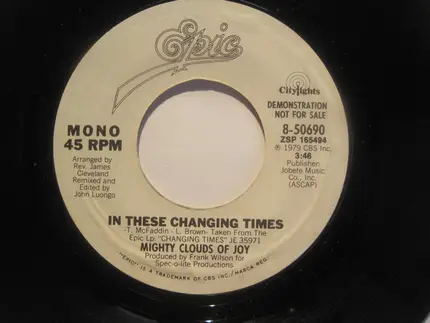 Epic
Citylights
DEMONSTRATION
NOT FOR SALE
8-50690
ZSP 165494
℗ 1979 CBS Inc.
3:46
Publisher:
Jobete Music
Co., Inc.
(ASCAP)
MONO
45 RPM
Arranged by
Rev. James
Cleveland
Remixed and
Edited by
John Luongo
IN THESE CHANGING TIMES
-T. McFaddin - L. Brown- Taken From The
Epic Lp: "CHANGING TIMES" JE 35971
MIGHTY CLOUDS OF JOY
Produced by Frank Wilson for
Spec-o-lite Productions
"EPIC" IS A TRADEMARK OF CBS INC./MARCA REG.